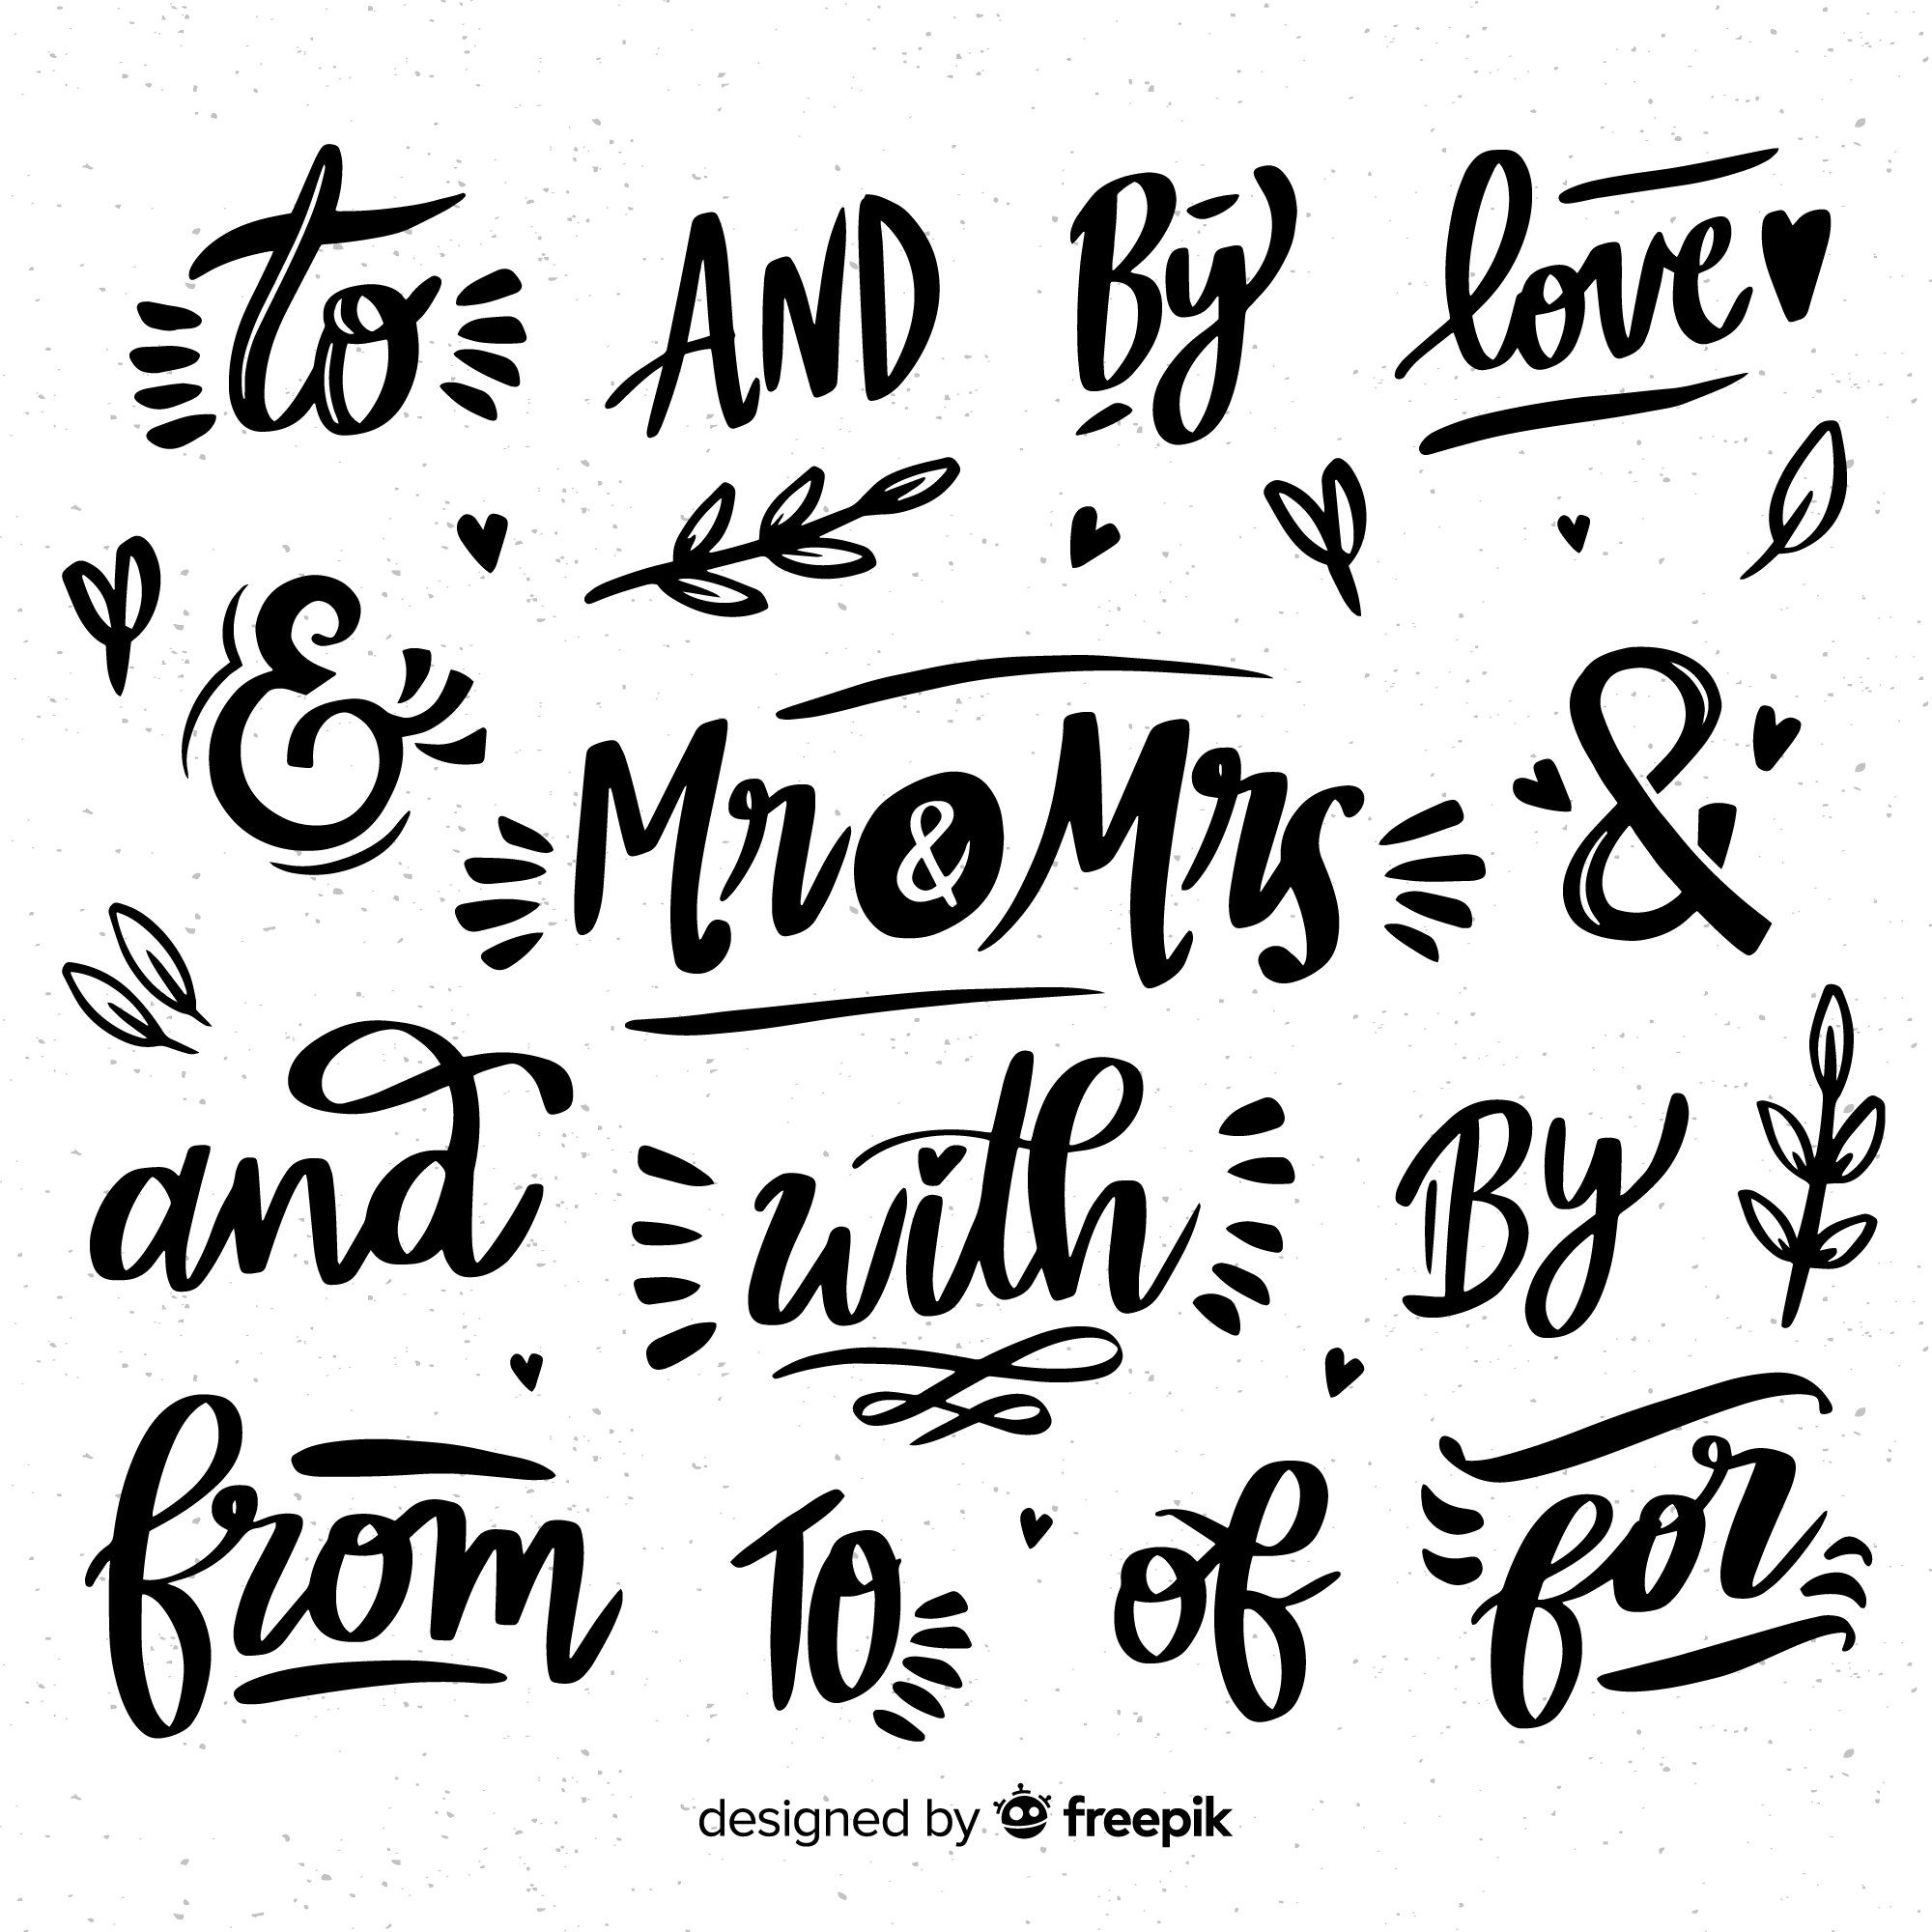 to AND By love
& Mr & Mrs &
and with By
from To of for
designed by freepik